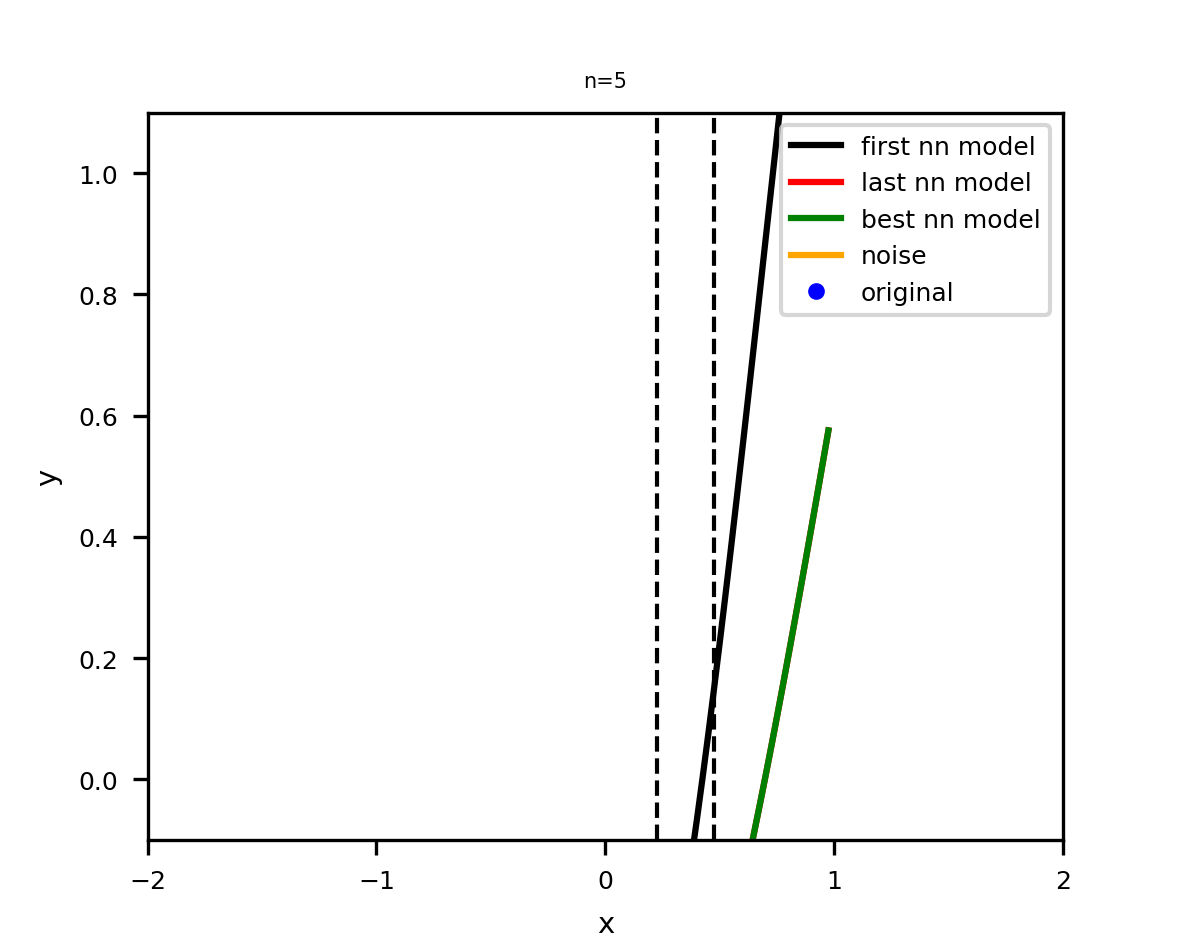 n=5
first nn model
last nn model
best nn model
noise
original
1.0
0.8
0.6
0.4
0.2
0.0
y
−2
−1
0
1
2
x